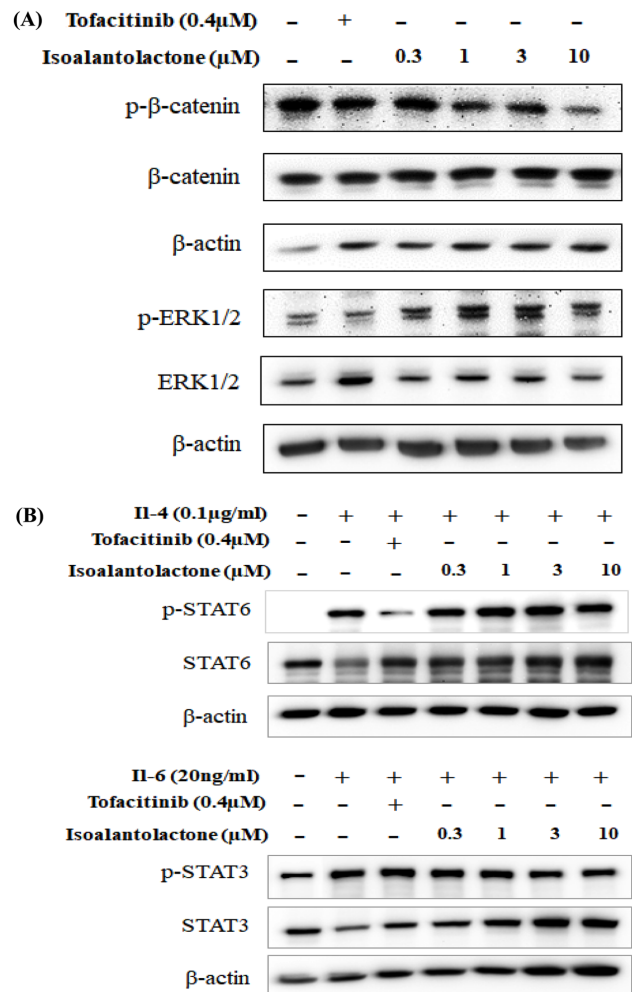 (A)
Tofacitinib (0.4μM) – + – – – –
Isoalantolactone (μM) – – 0.3 1 3 10
p-β-catenin
β-catenin
β-actin
p-ERK1/2
ERK1/2
β-actin
(B)
Il-4 (0.1μg/ml) – + + + + + +
Tofacitinib (0.4μM) – – + – – – –
Isoalantolactone (μM) – – – 0.3 1 3 10
p-STAT6
STAT6
β-actin
Il-6 (20ng/ml) – + + + + + +
Tofacitinib (0.4μM) – – + – – – –
Isoalantolactone (μM) – – – 0.3 1 3 10
p-STAT3
STAT3
β-actin